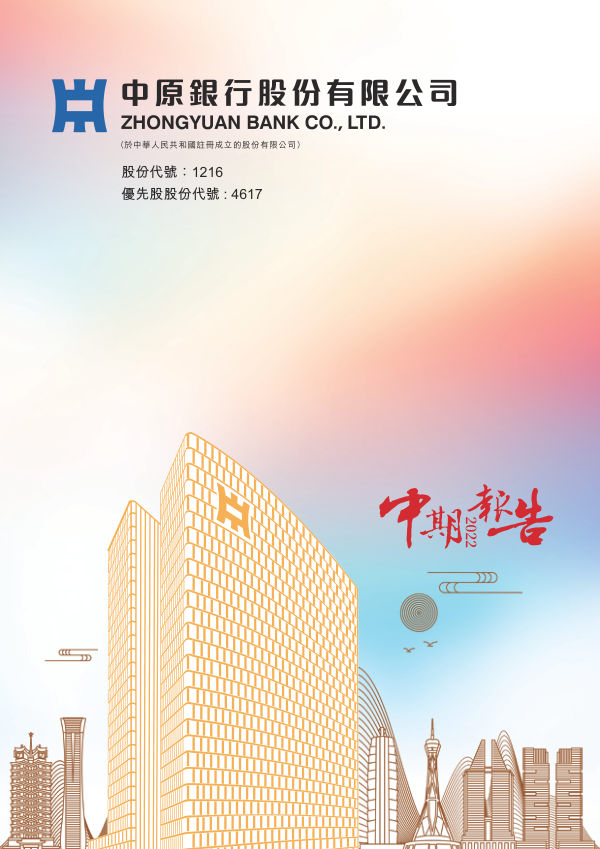 中原銀行股份有限公司
ZHONGYUAN BANK CO., LTD.
(於中華人民共和國註冊成立的股份有限公司)
股份代號：1216
優先股股份代號 : 4617
中期報告
2022